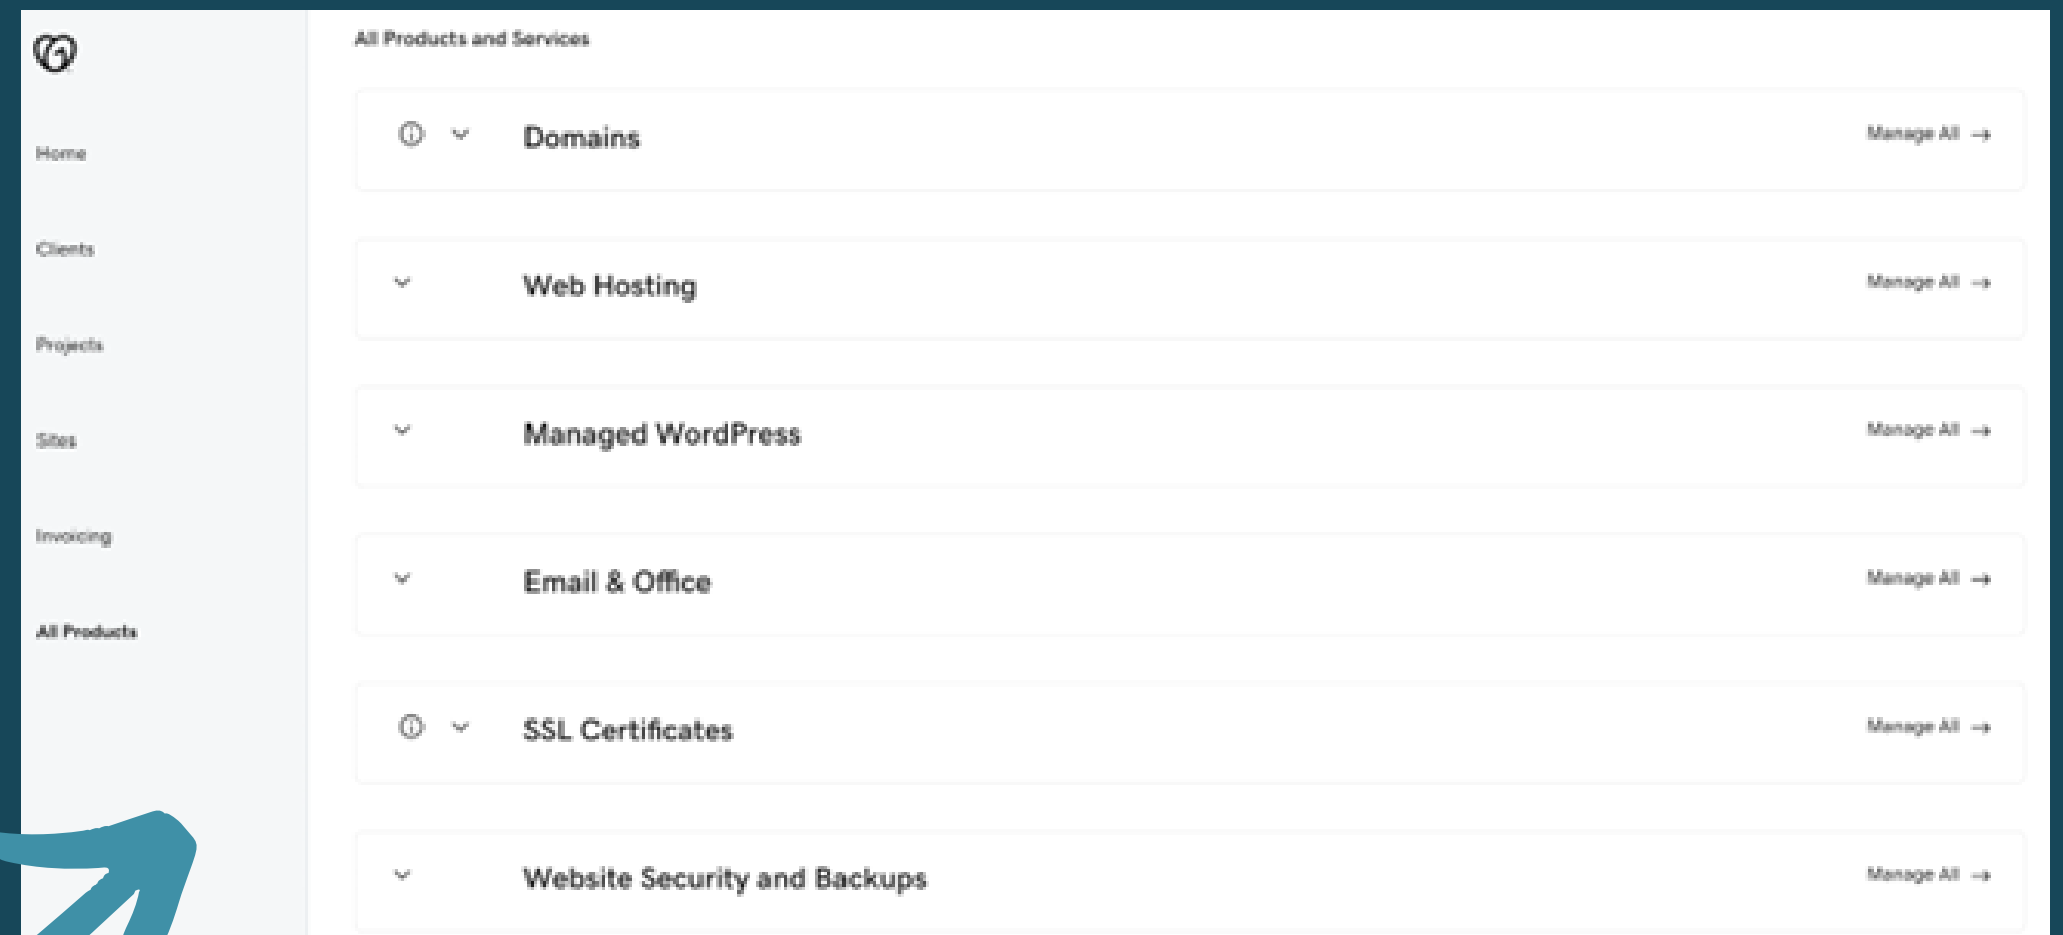 All Products and Services
Home
Clients
Projects
Sites
Invoicing
All Products
Domains
Manage All →
Web Hosting
Manage All →
Managed WordPress
Manage All →
Email & Office
Manage All →
SSL Certificates
Manage All →
Website Security and Backups
Manage All →